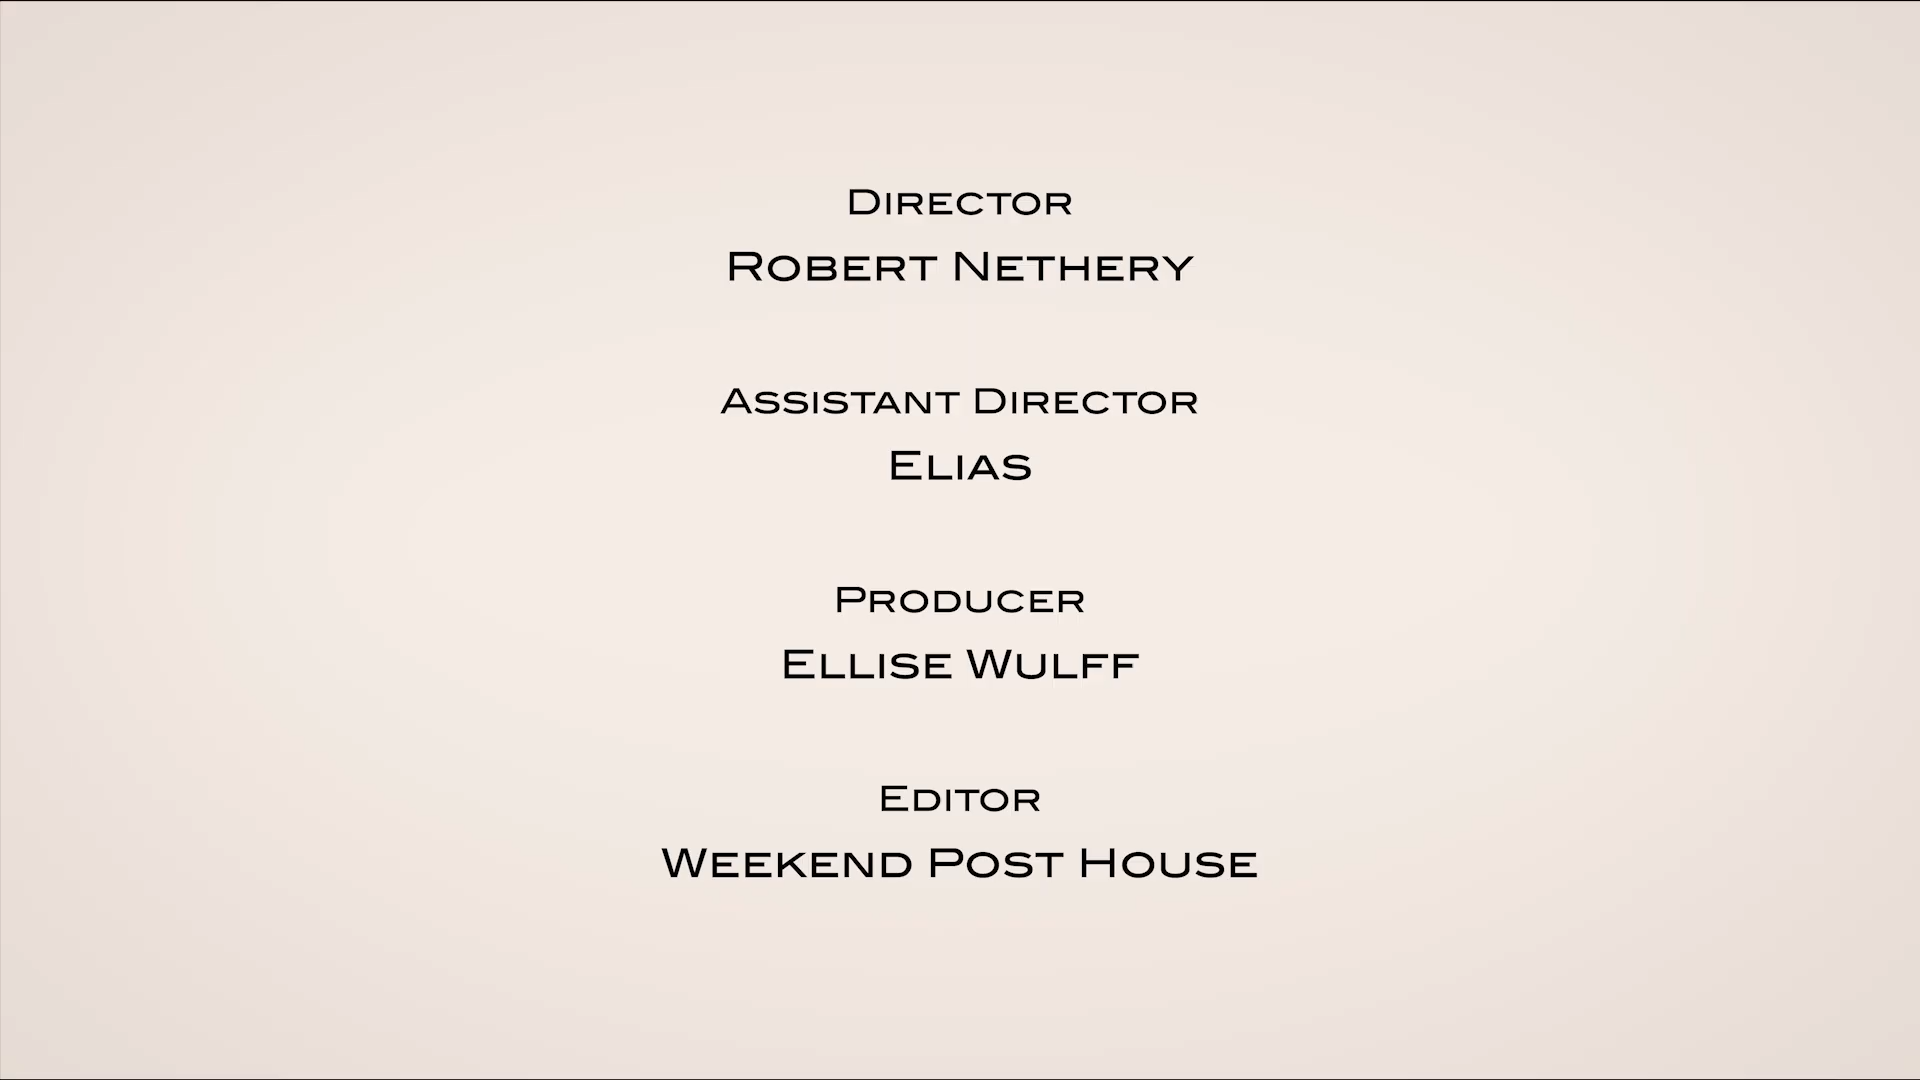 Director
Robert Nethery
Assistant Director
Elias
Producer
Ellise Wulff
Editor
Weekend Post House